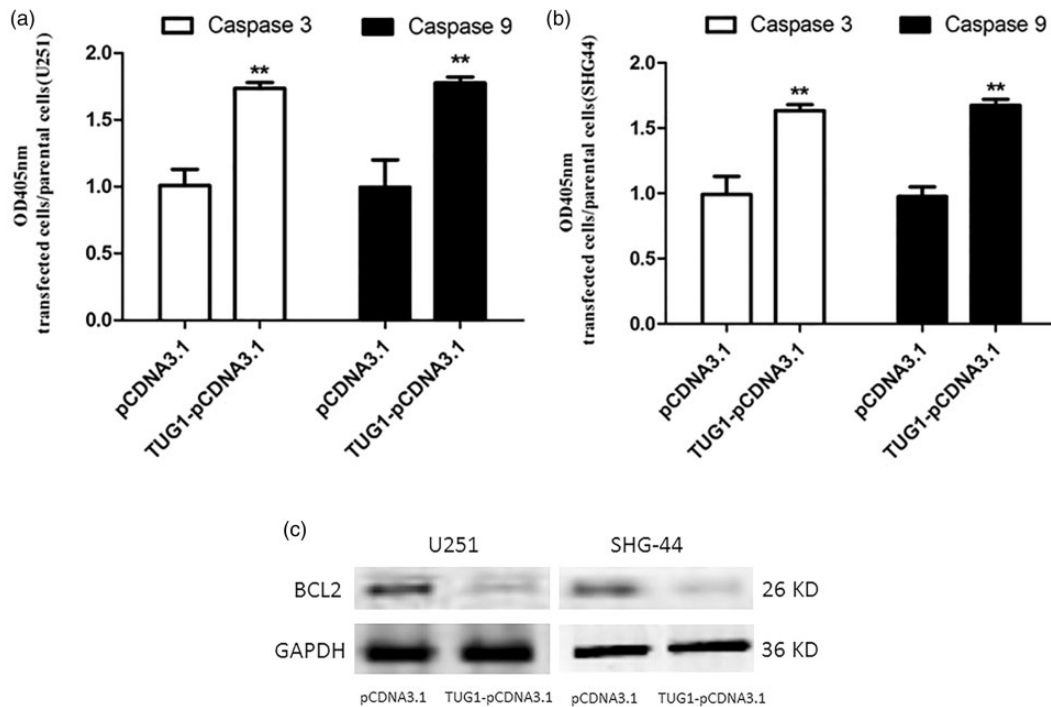 (a)
Caspase 3
Caspase 9
OD405nm
transfected cells/parental cells(U251)
2.0
1.5
1.0
0.5
0.0
**
**
pCDNA3.1
TUG1-pCDNA3.1
pCDNA3.1
TUG1-pCDNA3.1
(b)
Caspase 3
Caspase 9
OD405nm
transfected cells/parental cells(SHG44)
2.0
1.5
1.0
0.5
0.0
**
**
pCDNA3.1
TUG1-pCDNA3.1
pCDNA3.1
TUG1-pCDNA3.1
(c)
U251 SHG-44
BCL2 26 KD
GAPDH 36 KD
pCDNA3.1 TUG1-pCDNA3.1 pCDNA3.1 TUG1-pCDNA3.1